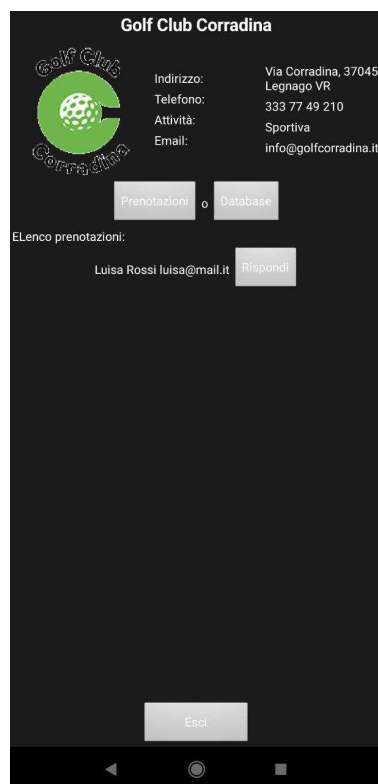 Golf Club Corradina
Golf Club
Corradina
Indirizzo:
Via Corradina, 37045
Legnago VR
Telefono:
333 77 49 210
Attività:
Sportiva
Email:
info@golfcorradina.it
Prenotazioni o Database
ELenco prenotazioni:
Luisa Rossi luisa@mail.it Rispondi
Esci